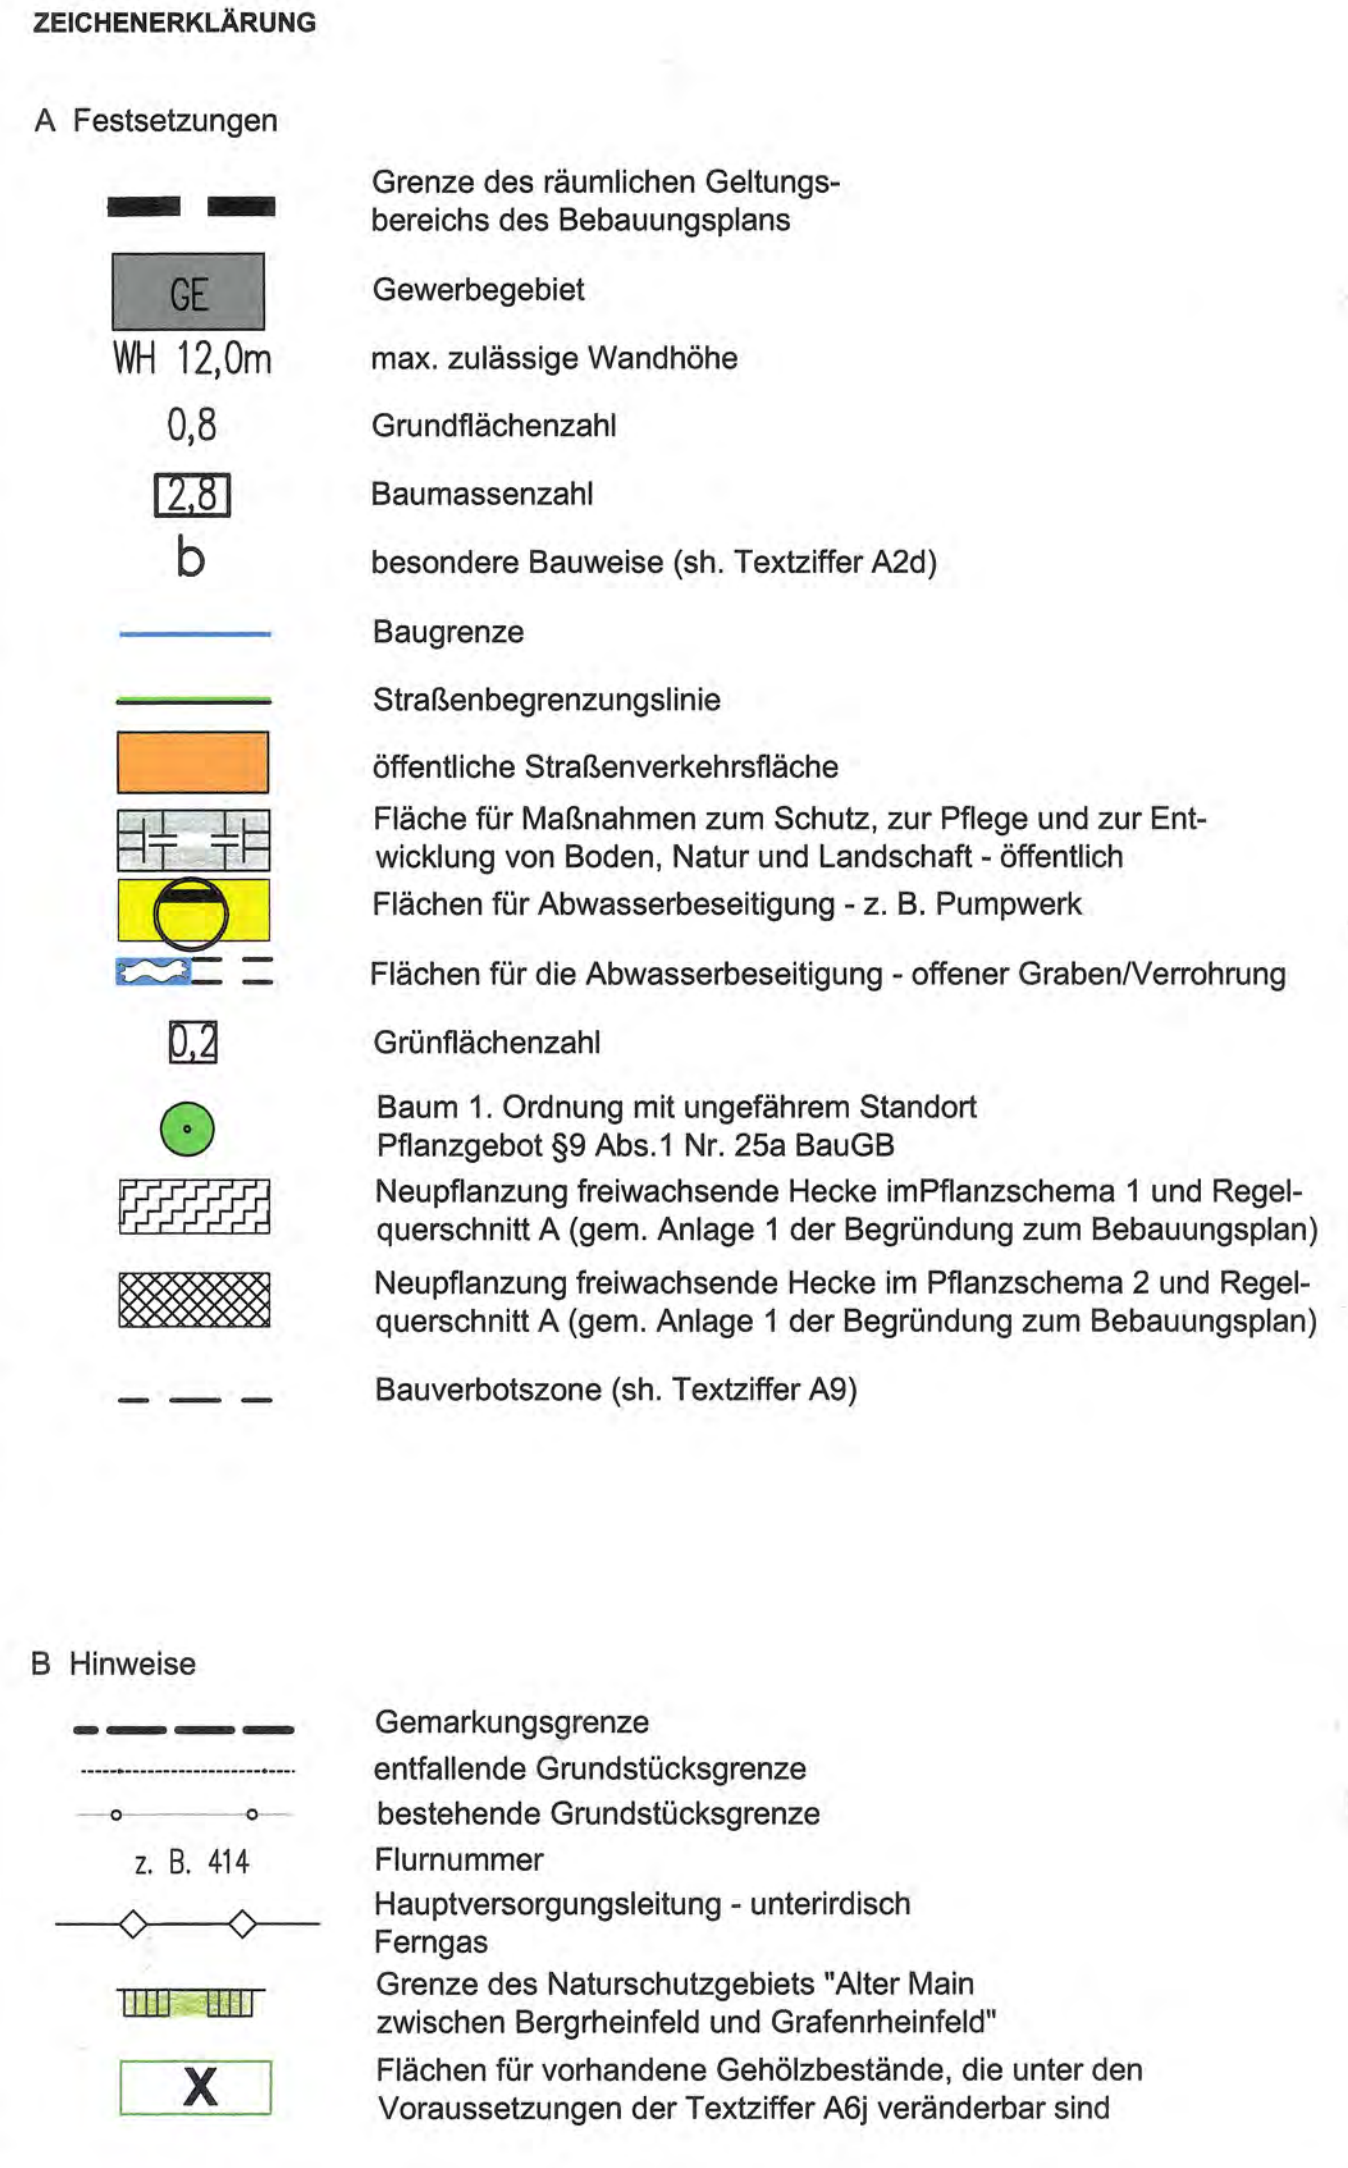 ZEICHENERKLÄRUNG
A Festsetzungen
Grenze des räumlichen Geltungs-
bereichs des Bebauungsplans
GE
Gewerbegebiet
WH 12,0m
max. zulässige Wandhöhe
0,8
Grundflächenzahl
2,8
Baumassenzahl
b
besondere Bauweise (sh. Textziffer A2d)
Baugrenze
Straßenbegrenzungslinie
öffentliche Straßenverkehrsfläche
Fläche für Maßnahmen zum Schutz, zur Pflege und zur Ent-
wicklung von Boden, Natur und Landschaft - öffentlich
Flächen für Abwasserbeseitigung - z. B. Pumpwerk
Flächen für die Abwasserbeseitigung - offener Graben/Verrohrung
0,2
Grünflächenzahl
Baum 1. Ordnung mit ungefährem Standort
Pflanzgebot §9 Abs.1 Nr. 25a BauGB
Neupflanzung freiwachsende Hecke imPflanzschema 1 und Regel-
querschnitt A (gem. Anlage 1 der Begründung zum Bebauungsplan)
Neupflanzung freiwachsende Hecke im Pflanzschema 2 und Regel-
querschnitt A (gem. Anlage 1 der Begründung zum Bebauungsplan)
Bauverbotszone (sh. Textziffer A9)
B Hinweise
Gemarkungsgrenze
entfallende Grundstücksgrenze
bestehende Grundstücksgrenze
z. B. 414
Flurnummer
Hauptversorgungsleitung - unterirdisch
Ferngas
Grenze des Naturschutzgebiets "Alter Main
zwischen Bergrheinfeld und Grafenrheinfeld"
X
Flächen für vorhandene Gehölzbestände, die unter den
Voraussetzungen der Textziffer A6j veränderbar sind